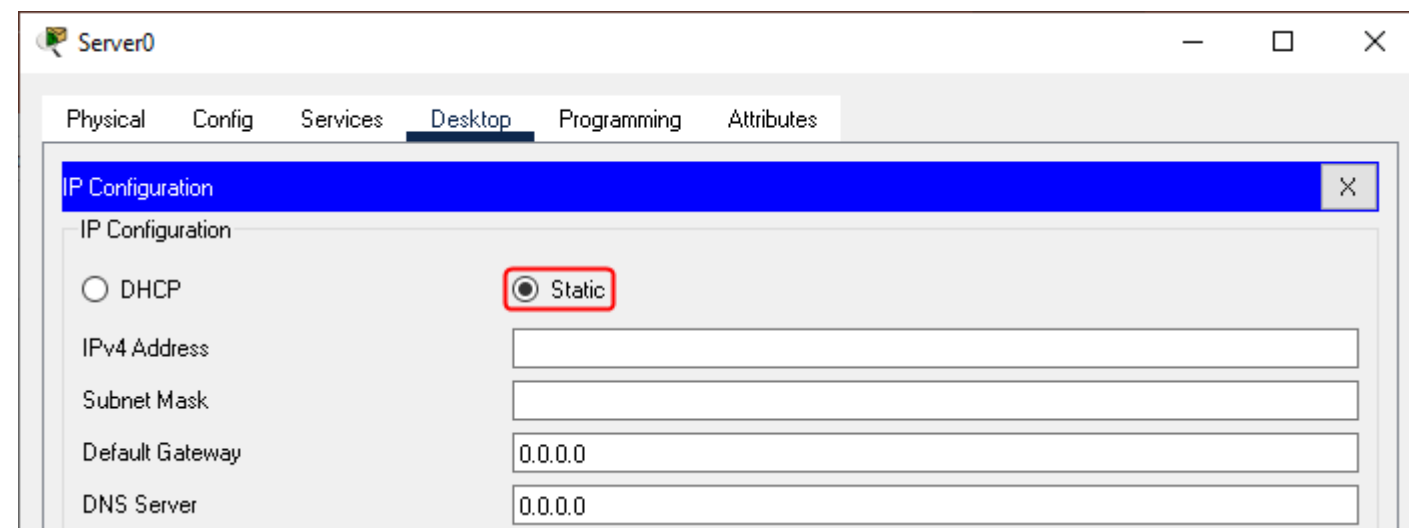 Server0
Physical Config Services Desktop Programming Attributes
IP Configuration X
IP Configuration
DHCP Static
IPv4 Address
Subnet Mask
Default Gateway 0.0.0.0
DNS Server 0.0.0.0